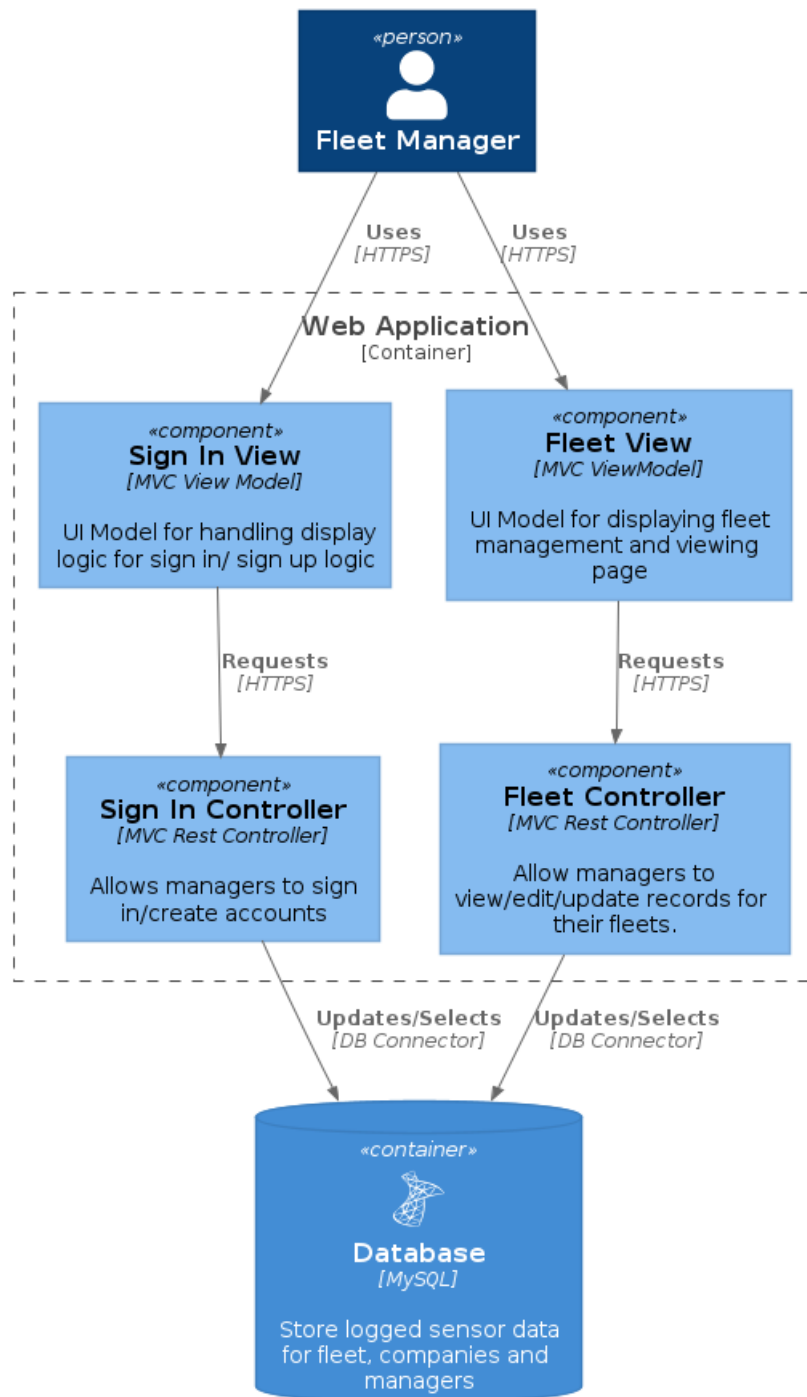 «person»
Fleet Manager
Uses
[HTTPS]
Uses
[HTTPS]
Web Application
[Container]
«component»
Sign In View
[MVC View Model]
UI Model for handling display
logic for sign in/ sign up logic
«component»
Fleet View
[MVC ViewModel]
UI Model for displaying fleet
management and viewing
page
Requests
[HTTPS]
Requests
[HTTPS]
«component»
Sign In Controller
[MVC Rest Controller]
Allows managers to sign
in/create accounts
«component»
Fleet Controller
[MVC Rest Controller]
Allow managers to
view/edit/update records for
their fleets.
Updates/Selects
[DB Connector]
Updates/Selects
[DB Connector]
«container»
Database
[MySQL]
Store logged sensor data
for fleet, companies and
managers